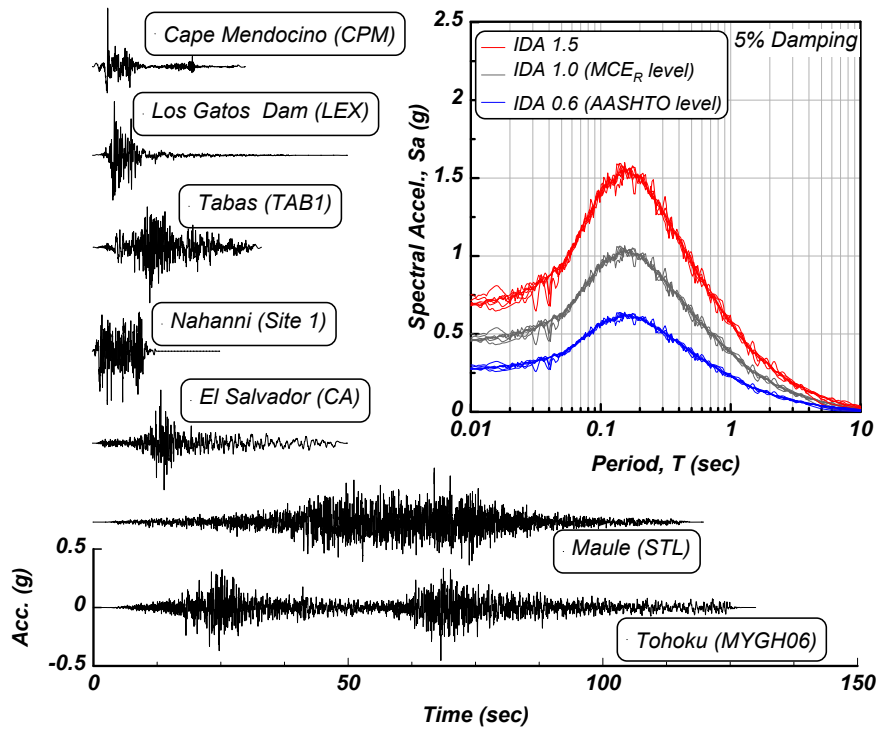 Cape Mendocino (CPM)
Los Gatos Dam (LEX)
Tabas (TAB1)
Nahanni (Site 1)
El Salvador (CA)
Maule (STL)
Tohoku (MYGH06)
Acc. (g)
0.5
0
-0.5
0
50
100
150
Time (sec)
5% Damping
IDA 1.5
IDA 1.0 (MCER level)
IDA 0.6 (AASHTO level)
Spectral Accel., Sa (g)
2.5
2
1.5
1
0.5
0
0.01
0.1
1
10
Period, T (sec)